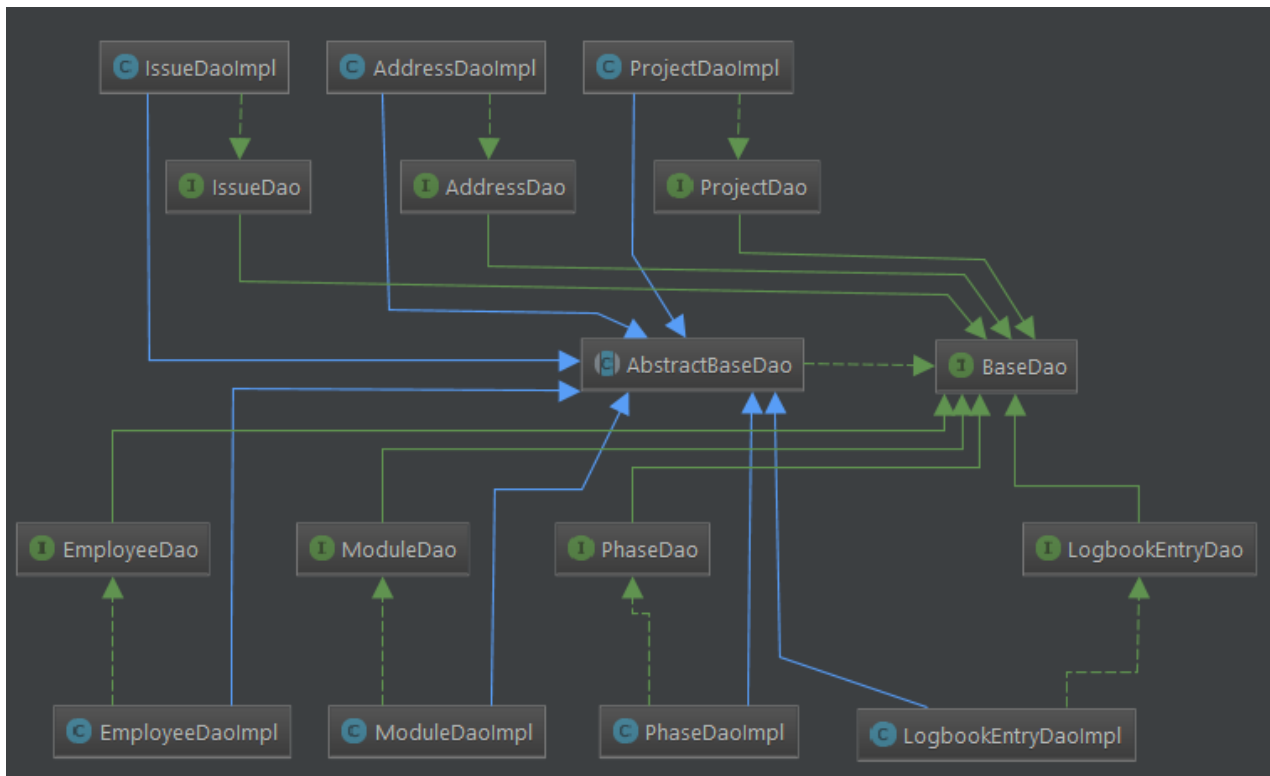 C IssueDaoImpl
C AddressDaoImpl
C ProjectDaoImpl
I IssueDao
I AddressDao
I ProjectDao
C AbstractBaseDao
I BaseDao
I EmployeeDao
I ModuleDao
I PhaseDao
I LogbookEntryDao
C EmployeeDaoImpl
C ModuleDaoImpl
C PhaseDaoImpl
C LogbookEntryDaoImpl